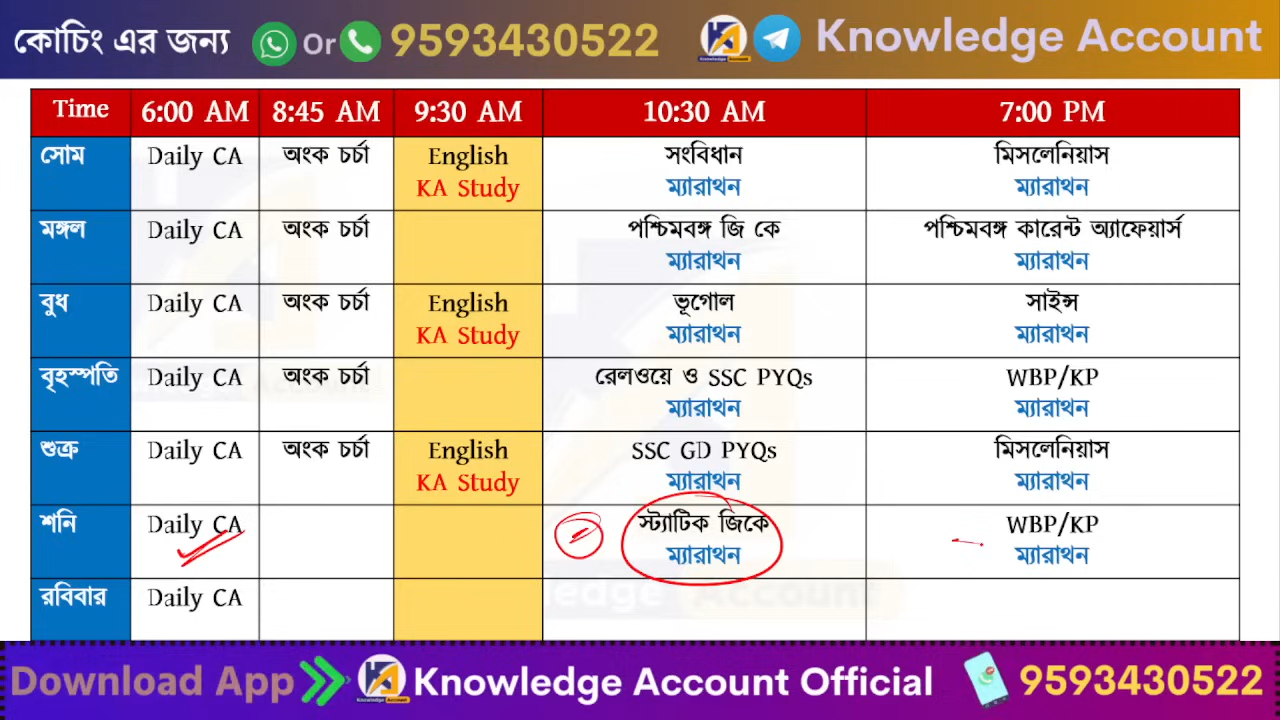 কোচিং এর জন্য Or 9593430522 Knowledge Account
Time 6:00 AM 8:45 AM 9:30 AM 10:30 AM 7:00 PM
সোম Daily CA অংক চর্চা English সংবিধান মিসলেনিয়াস
KA Study ম্যারাথন ম্যারাথন
মঙ্গল Daily CA অংক চর্চা পশ্চিমবঙ্গ জি কে পশ্চিমবঙ্গ কারেন্ট অ্যাফেয়ার্স
ম্যারাথন ম্যারাথন
বুধ Daily CA অংক চর্চা English ভূগোল সাইন্স
KA Study ম্যারাথন ম্যারাথন
বৃহস্পতি Daily CA অংক চর্চা রেলওয়ে ও SSC PYQs WBP/KP
ম্যারাথন ম্যারাথন
শুক্র Daily CA অংক চর্চা English SSC GD PYQs মিসলেনিয়াস
KA Study ম্যারাথন ম্যারাথন
শনি Daily CA স্ট্যাটিক জিকে WBP/KP
ম্যারাথন ম্যারাথন
রবিবার Daily CA
Download App Knowledge Account Official 9593430522